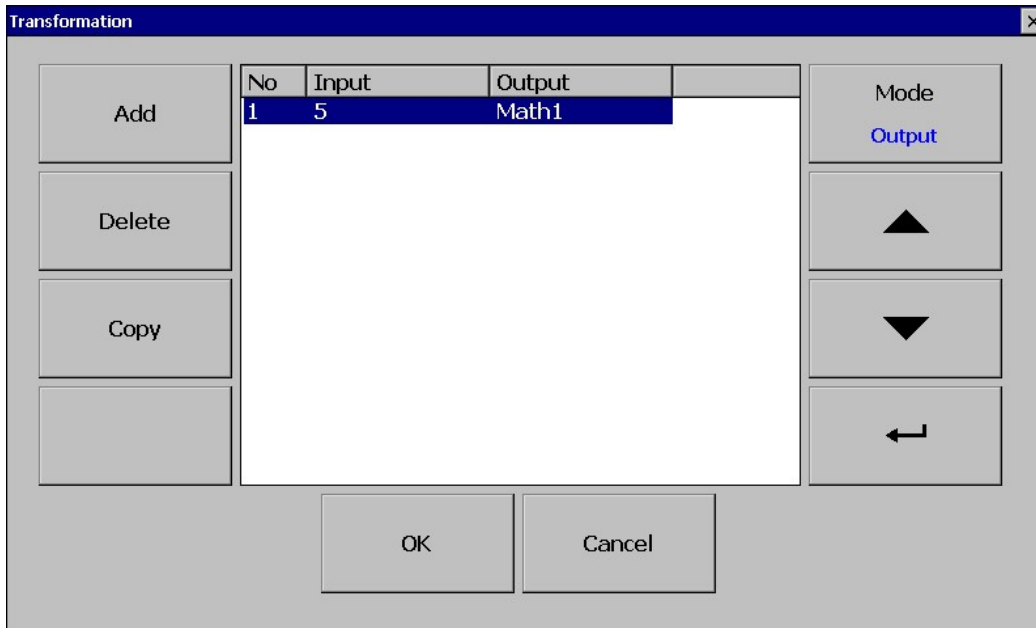 Transformation
Add
Delete
Copy
No Input Output
1 5 Math1
Mode
Output
OK Cancel